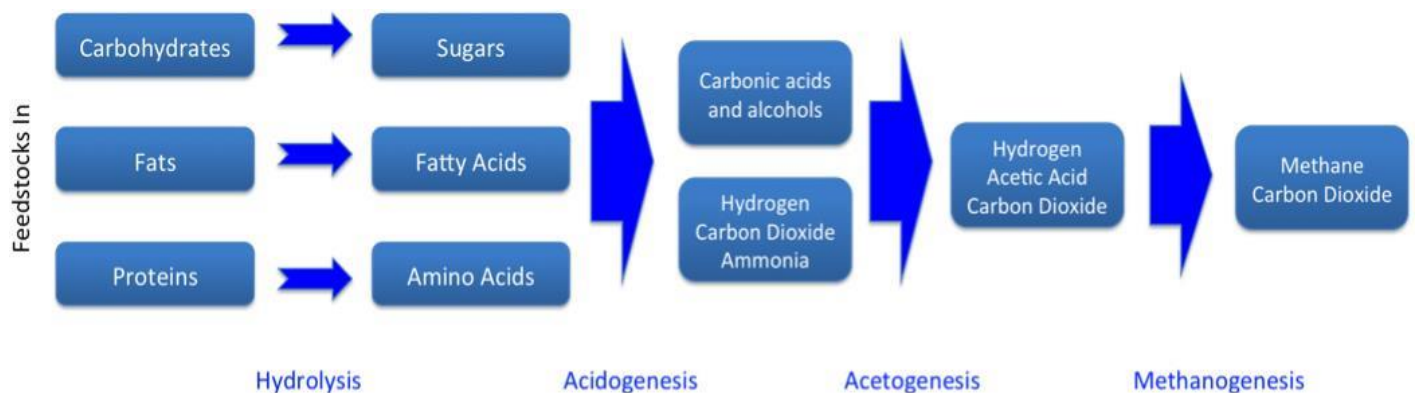 Feedstocks In
Carbohydrates
Sugars
Fats
Fatty Acids
Proteins
Amino Acids
Carbonic acids
and alcohols
Hydrogen
Carbon Dioxide
Ammonia
Hydrogen
Acetic Acid
Carbon Dioxide
Methane
Carbon Dioxide
Hydrolysis
Acidogenesis
Acetogenesis
Methanogenesis